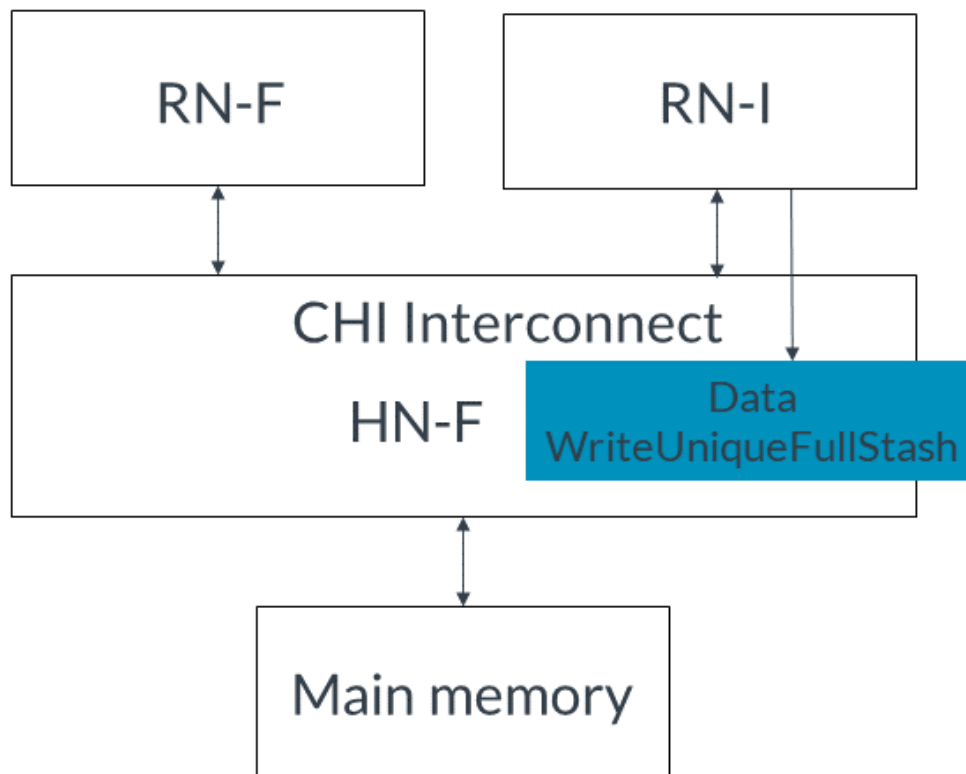 RN-F
RN-I
CHI Interconnect
HN-F
Data
WriteUniqueFullStash
Main memory